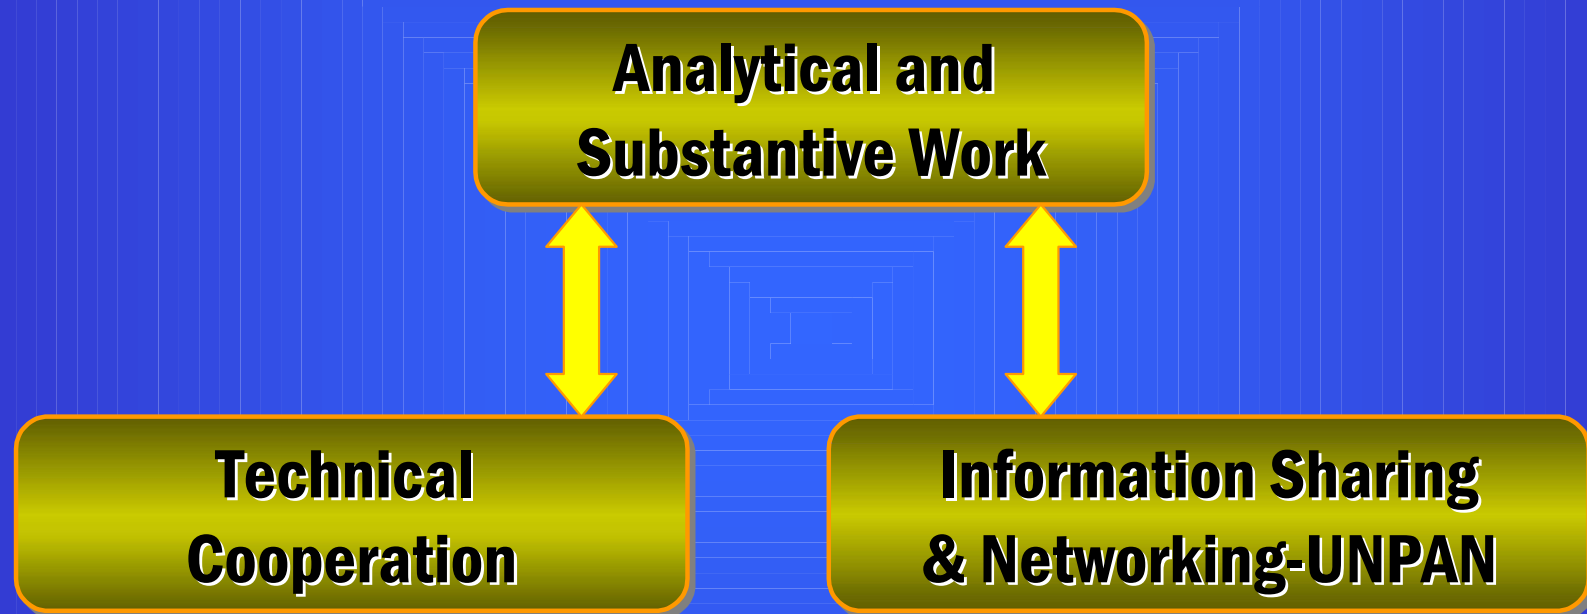 Analytical and
Substantive Work
Technical
Cooperation
Information Sharing
& Networking-UNPAN